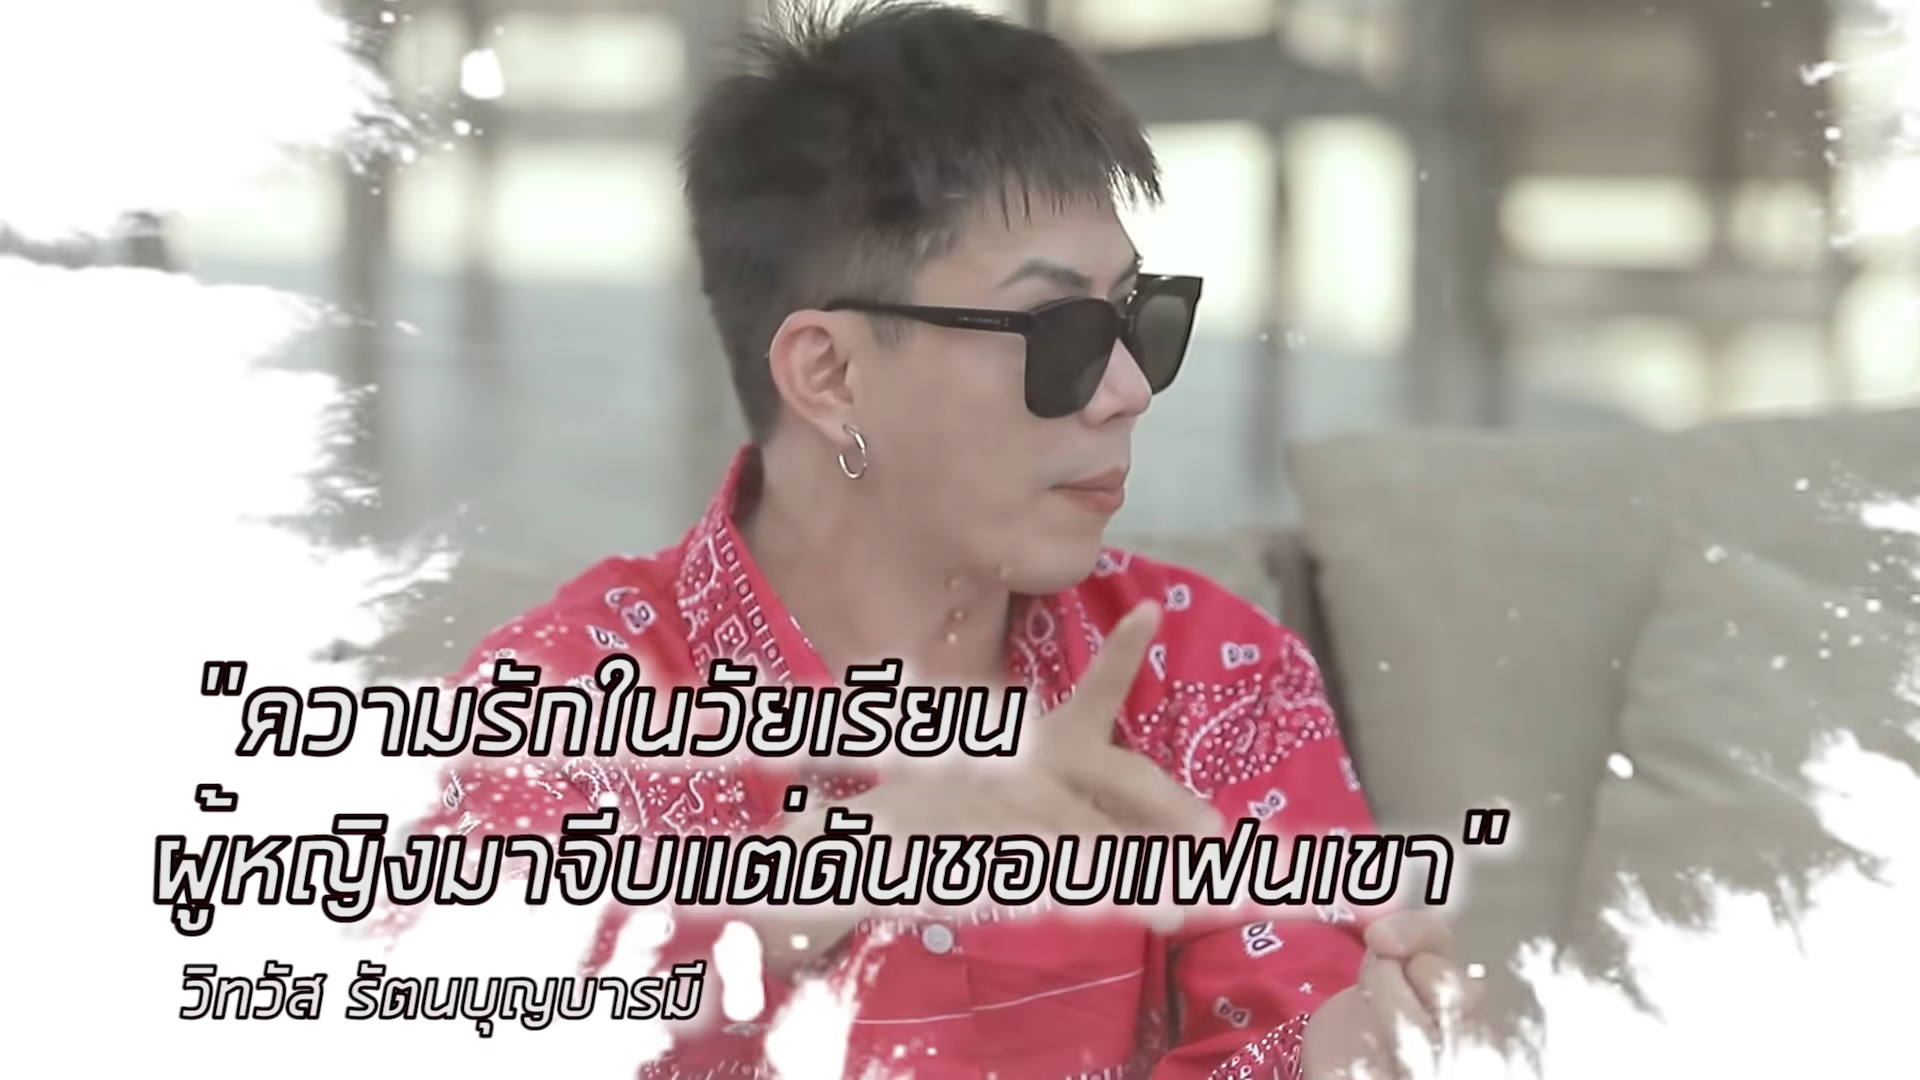 "ความรักในวัยเรียน
ผู้หญิงมาจีบแต่ดันชอบแฟนเขา"
วิทวัส รัตนบุญบารมี